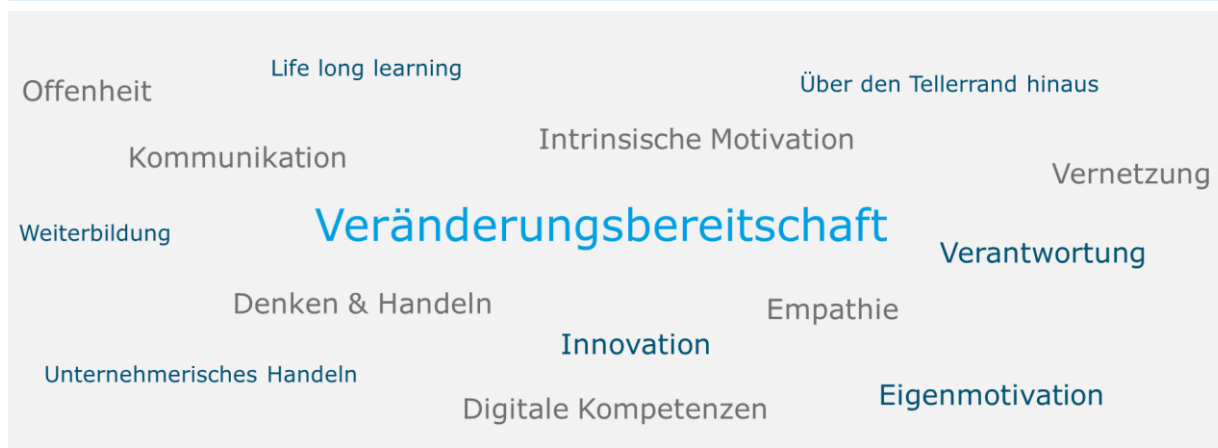 Life long learning
Offenheit
Über den Tellerrand hinaus
Intrinsische Motivation
Kommunikation
Vernetzung
Veränderungsbereitschaft
Weiterbildung
Verantwortung
Denken & Handeln
Empathie
Innovation
Unternehmerisches Handeln
Eigenmotivation
Digitale Kompetenzen